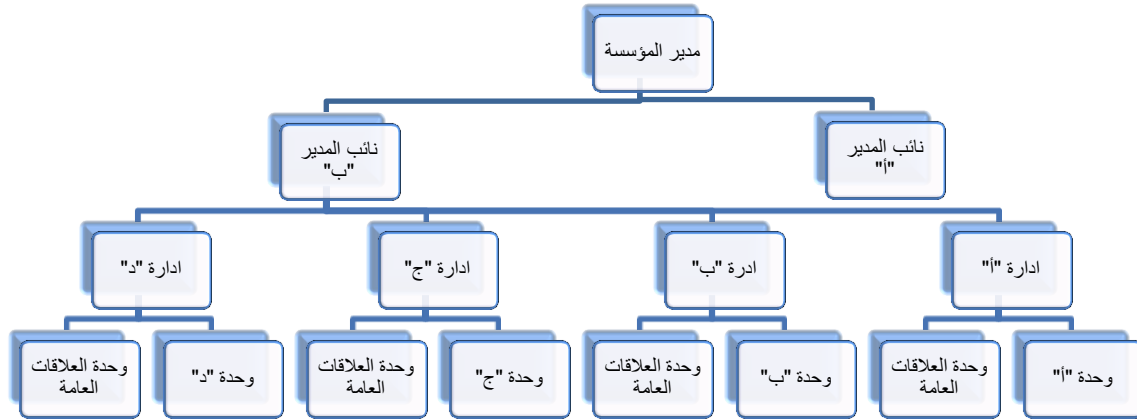 مدير المؤسسة
نائب المدير
"أ"
نائب المدير
"ب"
ادارة "أ"
ادرة "ب"
ادارة "ج"
ادارة "د"
وحدة "أ"
وحدة العلاقات
العامة
وحدة "ب"
وحدة العلاقات
العامة
وحدة "ج"
وحدة العلاقات
العامة
وحدة "د"
وحدة العلاقات
العامة